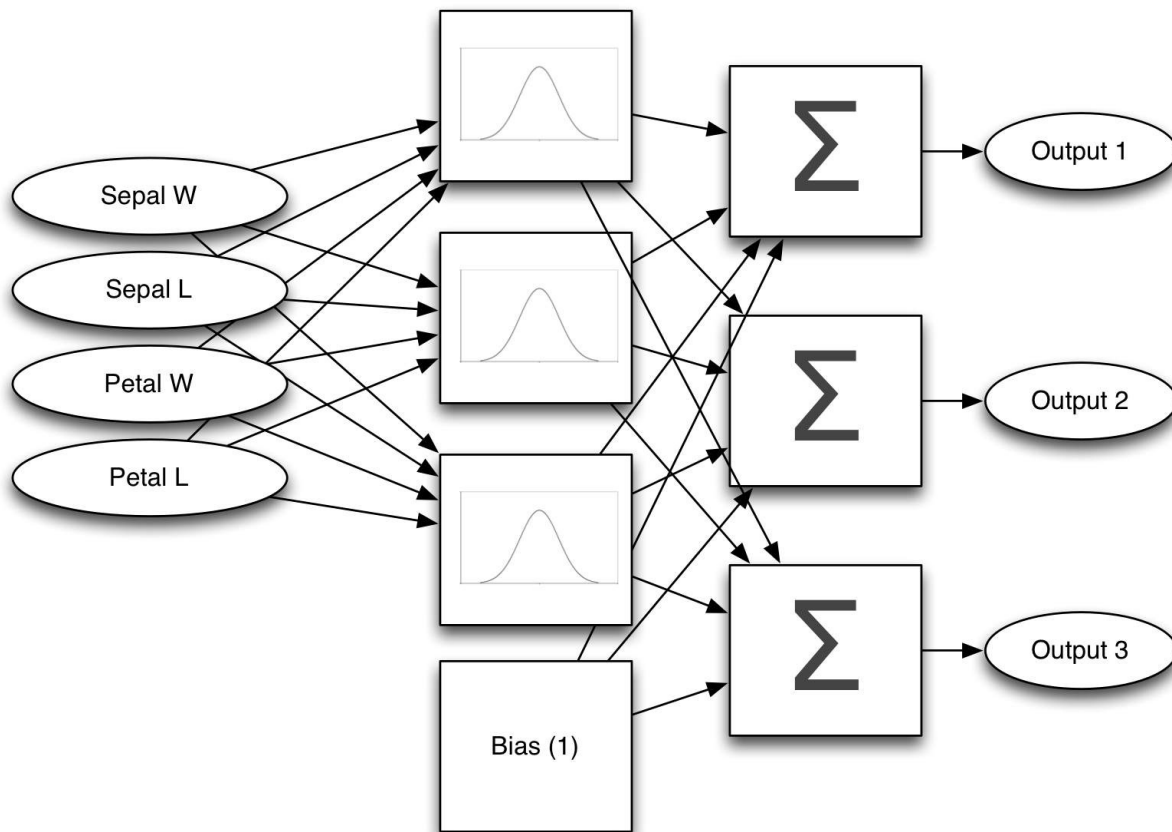 Sepal W
Sepal L
Petal W
Petal L
Bias (1)
Σ
Σ
Σ
Output 1
Output 2
Output 3